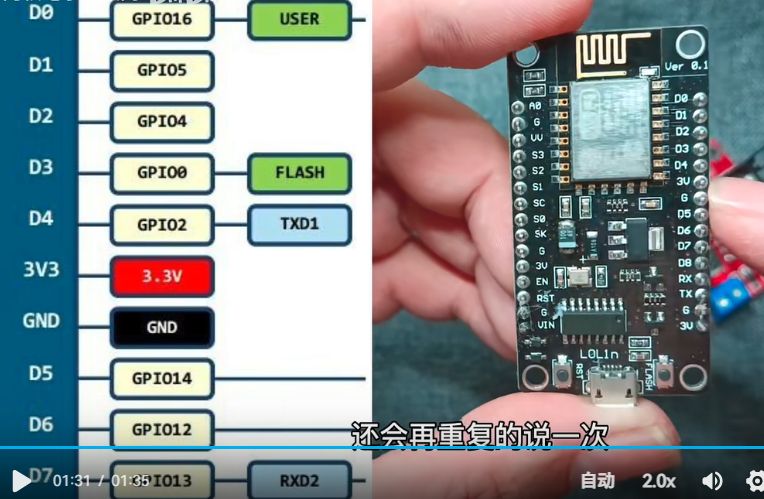 D0 GPIO16 USER
D1 GPIO5
D2 GPIO4
D3 GPIO0 FLASH
D4 GPIO2 TXD1
3V3 3.3V
GND GND
D5 GPIO14
D6 GPIO12
D7 GPIO13 RXD2
Ver 0.1
A0
G
VV
S3
S2
S1
SC
S0
SK
G
3V
EN
RST
G
VIN
D0
D1
D2
D3
D4
3V
G
D5
D6
D7
D8
RX
TX
G
3V
LOLin
RST
FLASH
还会再重复的说一次
01:31 / 01:35
自动 2.0x